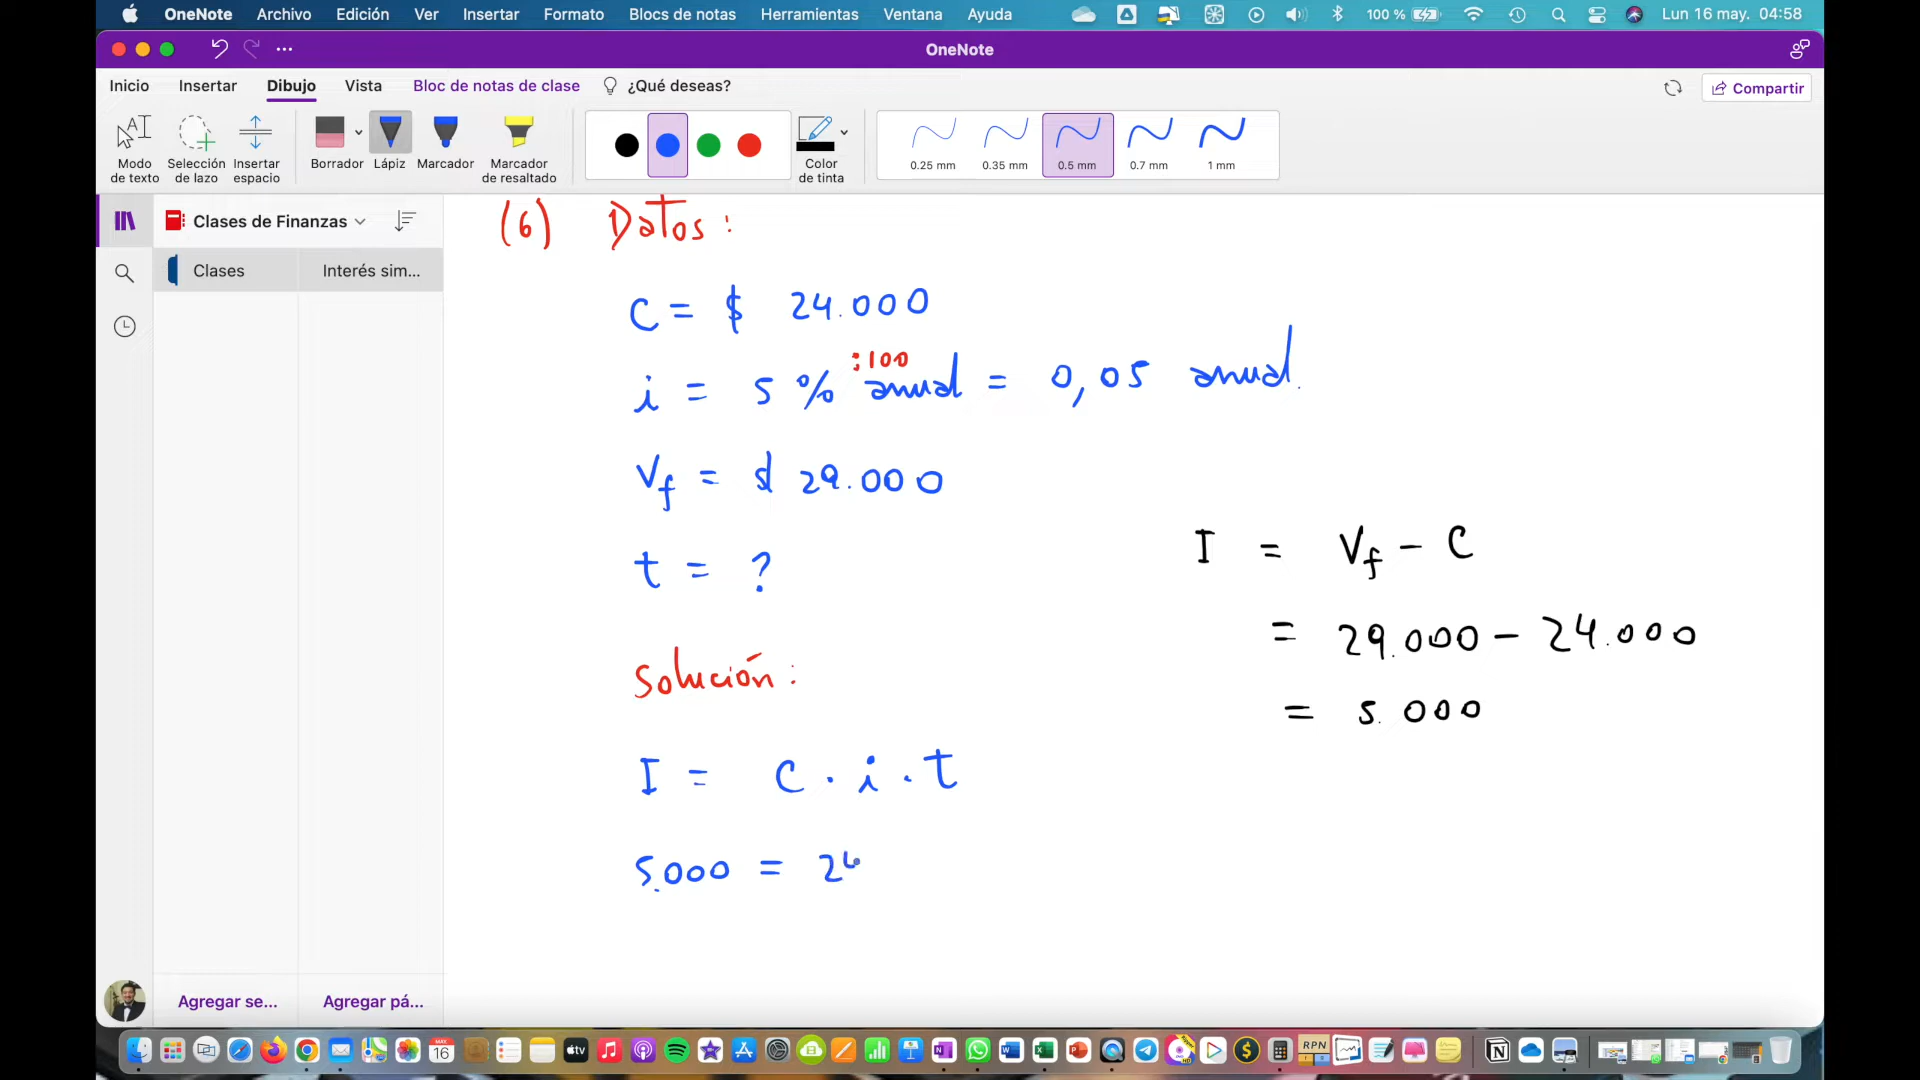 OneNote Archivo Edición Ver Insertar Formato Blocs de notas Herramientas Ventana Ayuda 100 % Lun 16 may. 04:58
OneNote
Inicio Insertar Dibujo Vista Bloc de notas de clase ¿Qué deseas? Compartir
Modo de texto
Selección de lazo
Insertar espacio
Borrador
Lápiz
Marcador
Marcador de resaltado
Color de tinta
0.25 mm 0.35 mm 0.5 mm 0.7 mm 1 mm
Clases de Finanzas
Clases Interés sim...
(6) Datos:
C = $ 24.000
:100
i = 5 % anual = 0,05 anual.
Vf = $ 29.000
t = ?
Solución:
I = C · i · t
5.000 = 24
I = Vf - C
= 29.000 - 24.000
= 5.000
Agregar se... Agregar pá...
MAY 16
tv
RPN